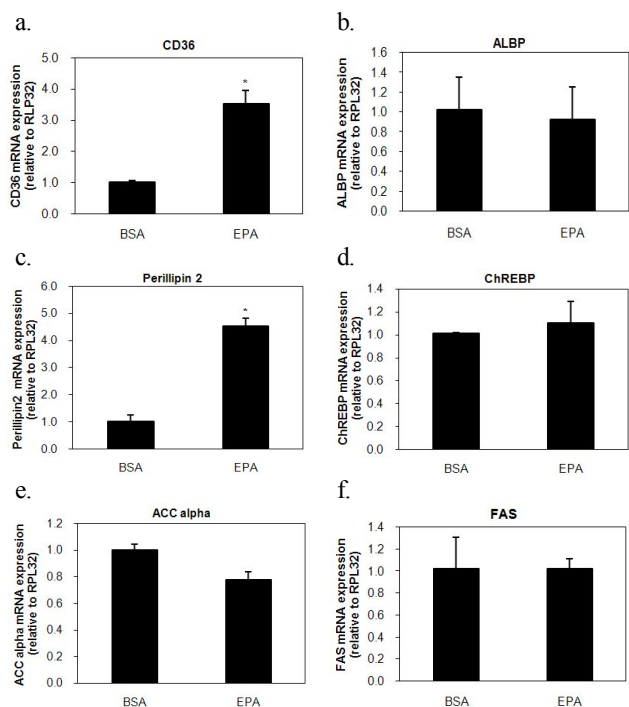 a.
CD36
CD36 mRNA expression
(relative to RLP32)
5.0
4.0
3.0
2.0
1.0
0.0
*
BSA
EPA
b.
ALBP
ALBP mRNA expression
(relative to RPL32)
1.6
1.4
1.2
1.0
0.8
0.6
0.4
0.2
0.0
BSA
EPA
c.
Perillipin 2
Perillipin2 mRNA expression
(relative to RPL32)
6.0
5.0
4.0
3.0
2.0
1.0
0.0
*
BSA
EPA
d.
ChREBP
ChREBP mRNA expression
(relative to RPL32)
1.4
1.2
1.0
0.8
0.6
0.4
0.2
0.0
BSA
EPA
e.
ACC alpha
ACC alpha mRNA expression
(relative to RPL32)
1.2
1.0
0.8
0.6
0.4
0.2
0.0
BSA
EPA
f.
FAS
FAS mRNA expression
(relative to RPL32)
1.4
1.2
1.0
0.8
0.6
0.4
0.2
0.0
BSA
EPA